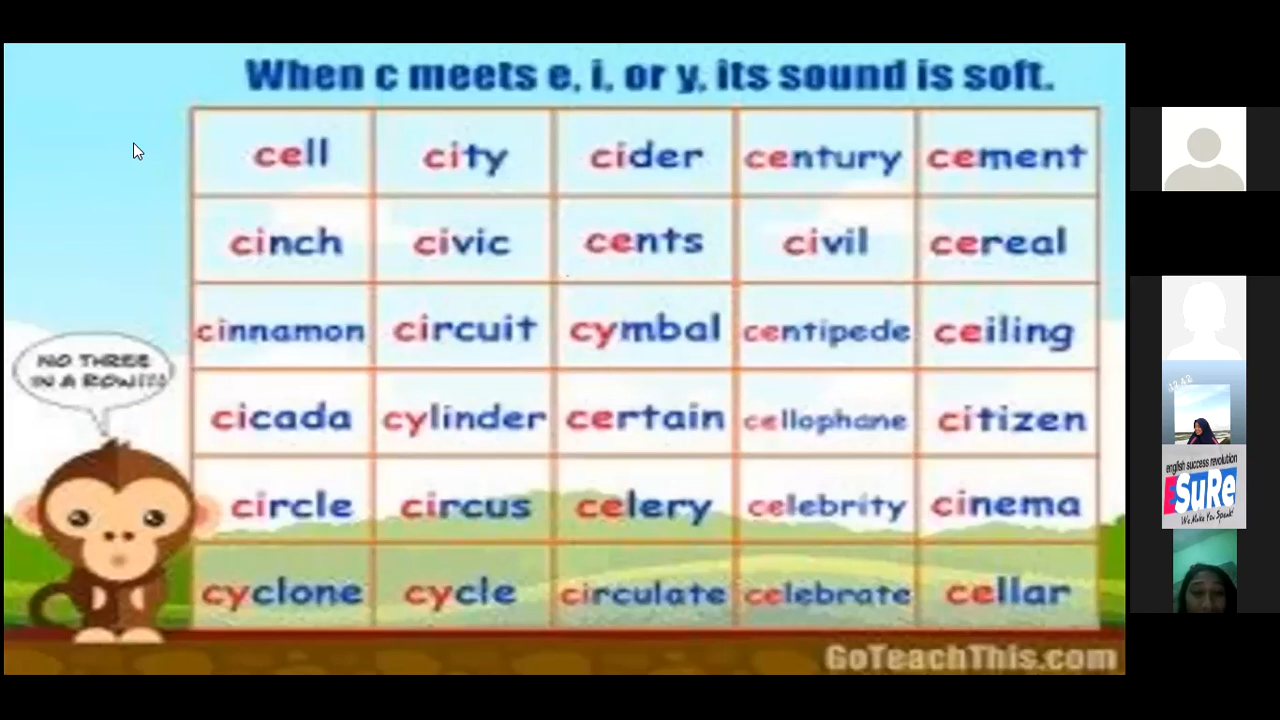 When c meets e, i, or y, its sound is soft.
cell city cider century cement
cinch civic cents civil cereal
cinnamon circuit cymbal centipede ceiling
NO THREE
IN A ROW!!!
cicada cylinder certain cellophane citizen
circle circus celery celebrity cinema
cyclone cycle circulate celebrate cellar
GoTeachThis.com
english success revolution
ESuRe
We Make You Speak!